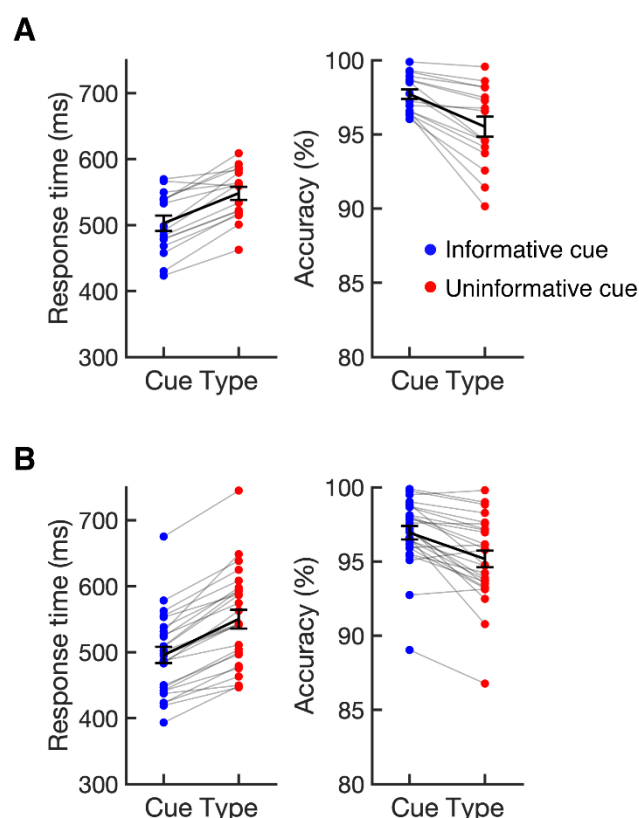 A
Response time (ms)
700
600
500
400
300
Cue Type
Accuracy (%)
100
95
90
85
80
Cue Type
Informative cue
Uninformative cue
B
Response time (ms)
700
600
500
400
300
Cue Type
Accuracy (%)
100
95
90
85
80
Cue Type